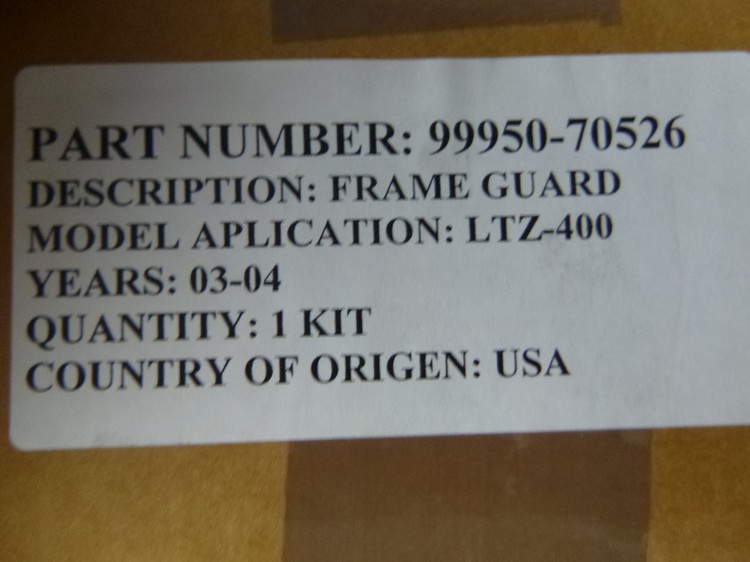 PART NUMBER: 99950-70526
DESCRIPTION: FRAME GUARD
MODEL APLICATION: LTZ-400
YEARS: 03-04
QUANTITY: 1 KIT
COUNTRY OF ORIGEN: USA